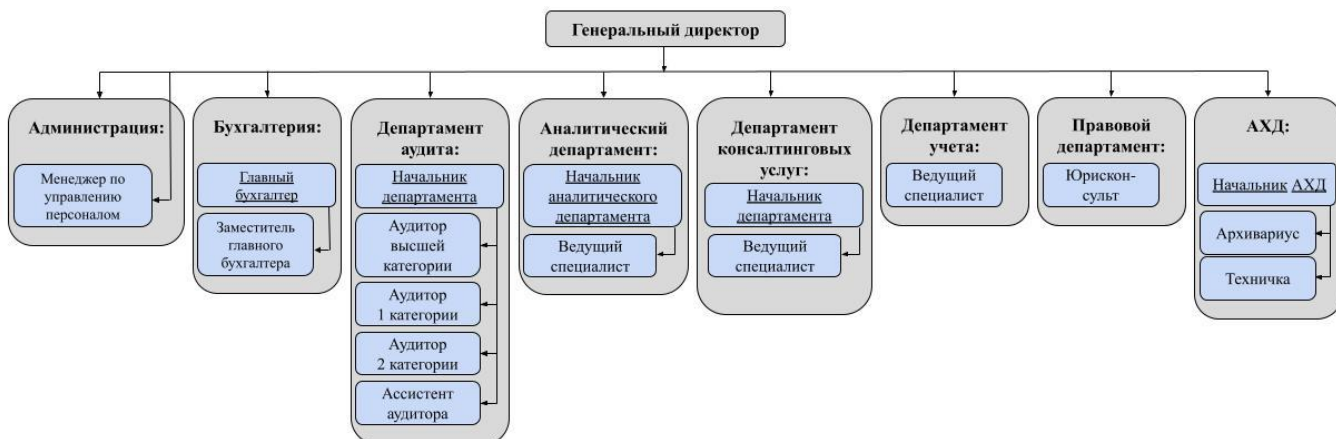 Генеральный директор
Администрация:
Менеджер по
управлению
персоналом
Бухгалтерия:
Главный
бухгалтер
Заместитель
главного
бухгалтера
Департамент
аудита:
Начальник
департамента
Аудитор
высшей
категории
Аудитор
1 категории
Аудитор
2 категории
Ассистент
аудитора
Аналитический
департамент:
Начальник
аналитического
департамента
Ведущий
специалист
Департамент
консалтинговых
услуг:
Начальник
департамента
Ведущий
специалист
Департамент
учета:
Ведущий
специалист
Правовой
департамент:
Юрискон-
сульт
АХД:
Начальник АХД
Архивариус
Техничка